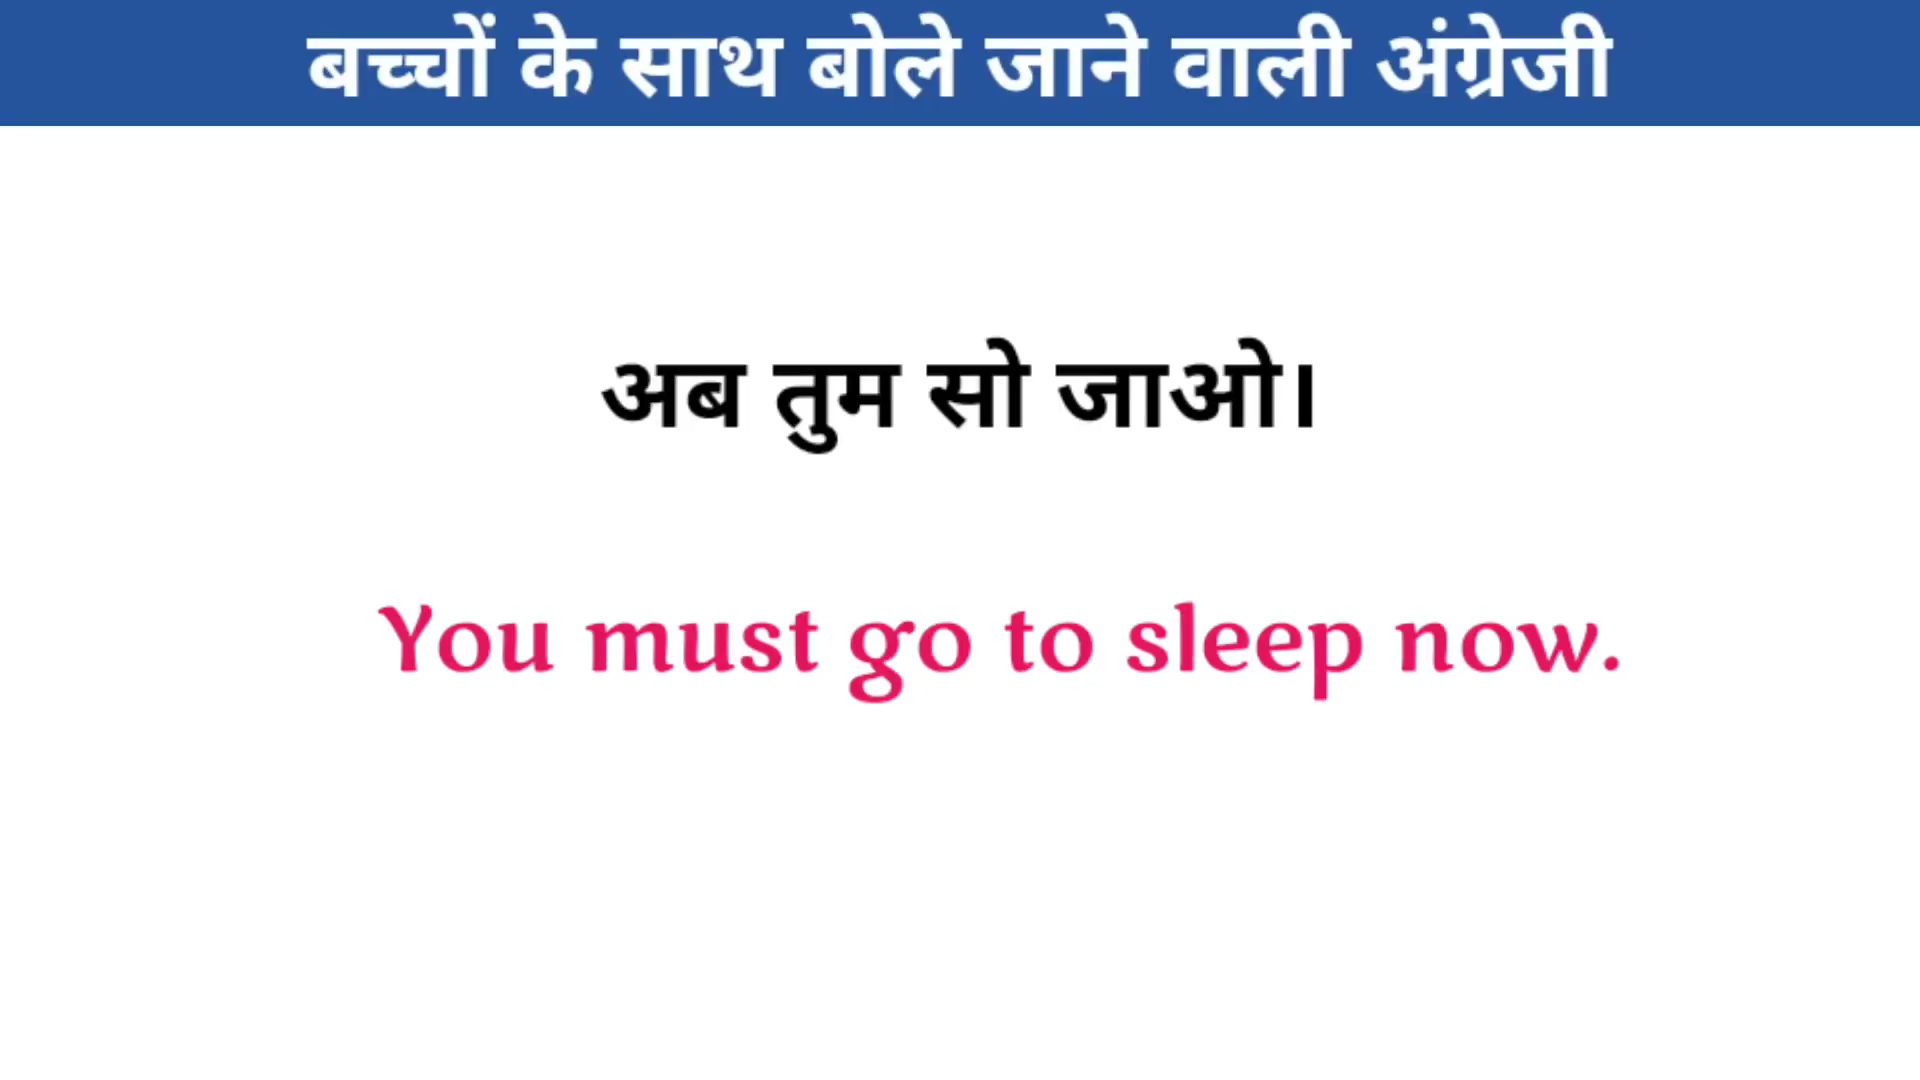 बच्चों के साथ बोले जाने वाली अंग्रेजी
अब तुम सो जाओ।
You must go to sleep now.